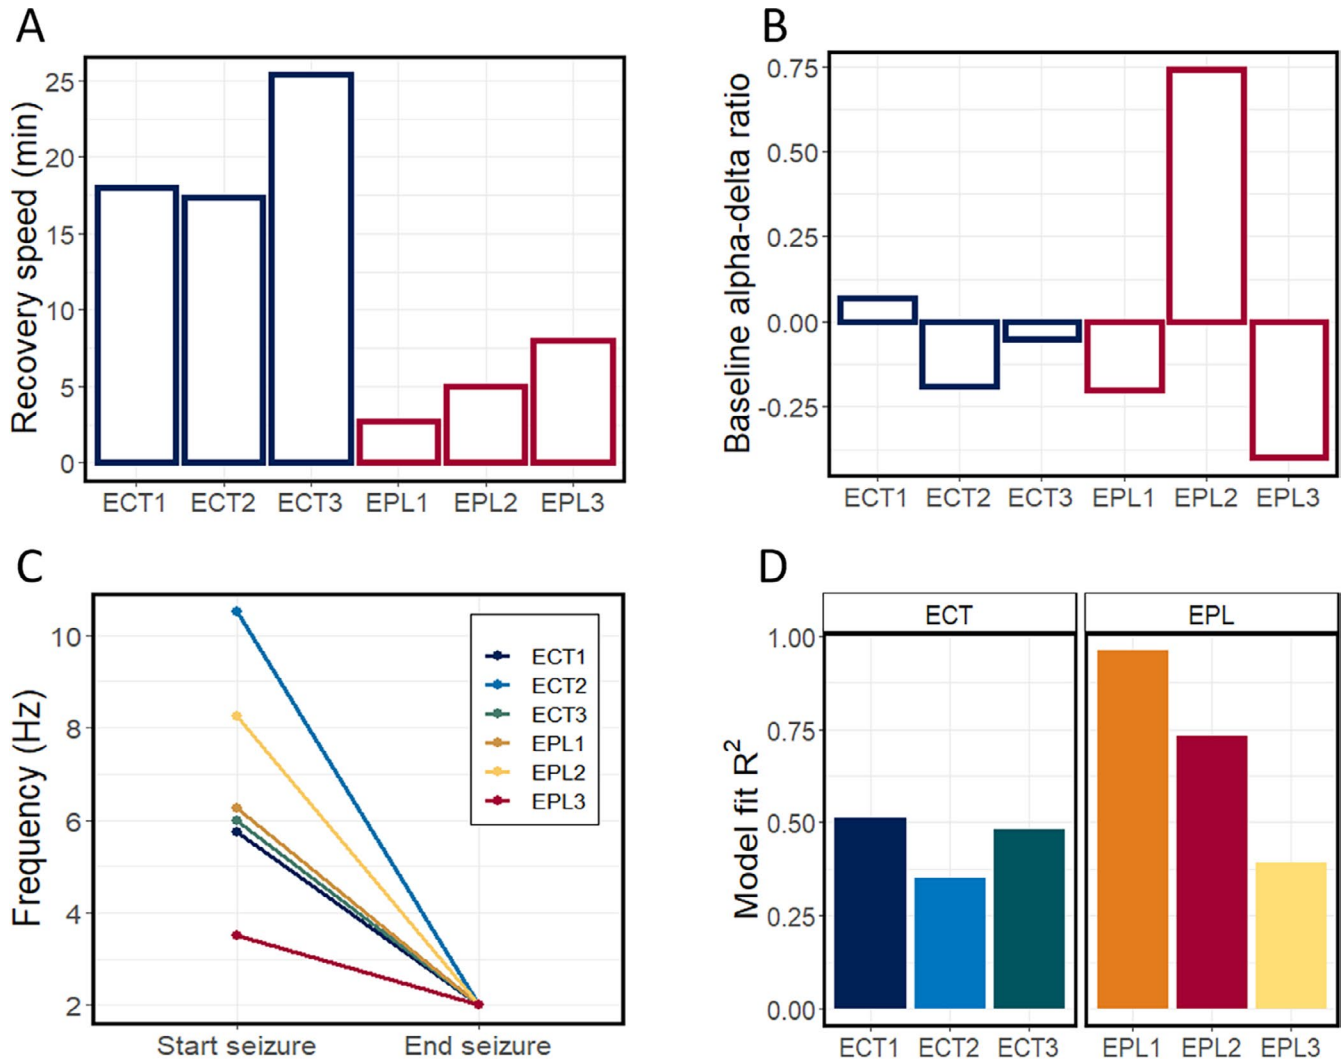 A
Recovery speed (min)
25
20
15
10
5
0
ECT1 ECT2 ECT3 EPL1 EPL2 EPL3
B
Baseline alpha-delta ratio
0.75
0.50
0.25
0.00
-0.25
ECT1 ECT2 ECT3 EPL1 EPL2 EPL3
C
Frequency (Hz)
10
8
6
4
2
ECT1
ECT2
ECT3
EPL1
EPL2
EPL3
Start seizure End seizure
D
ECT EPL
Model fit R²
1.00
0.75
0.50
0.25
0.00
ECT1 ECT2 ECT3 EPL1 EPL2 EPL3